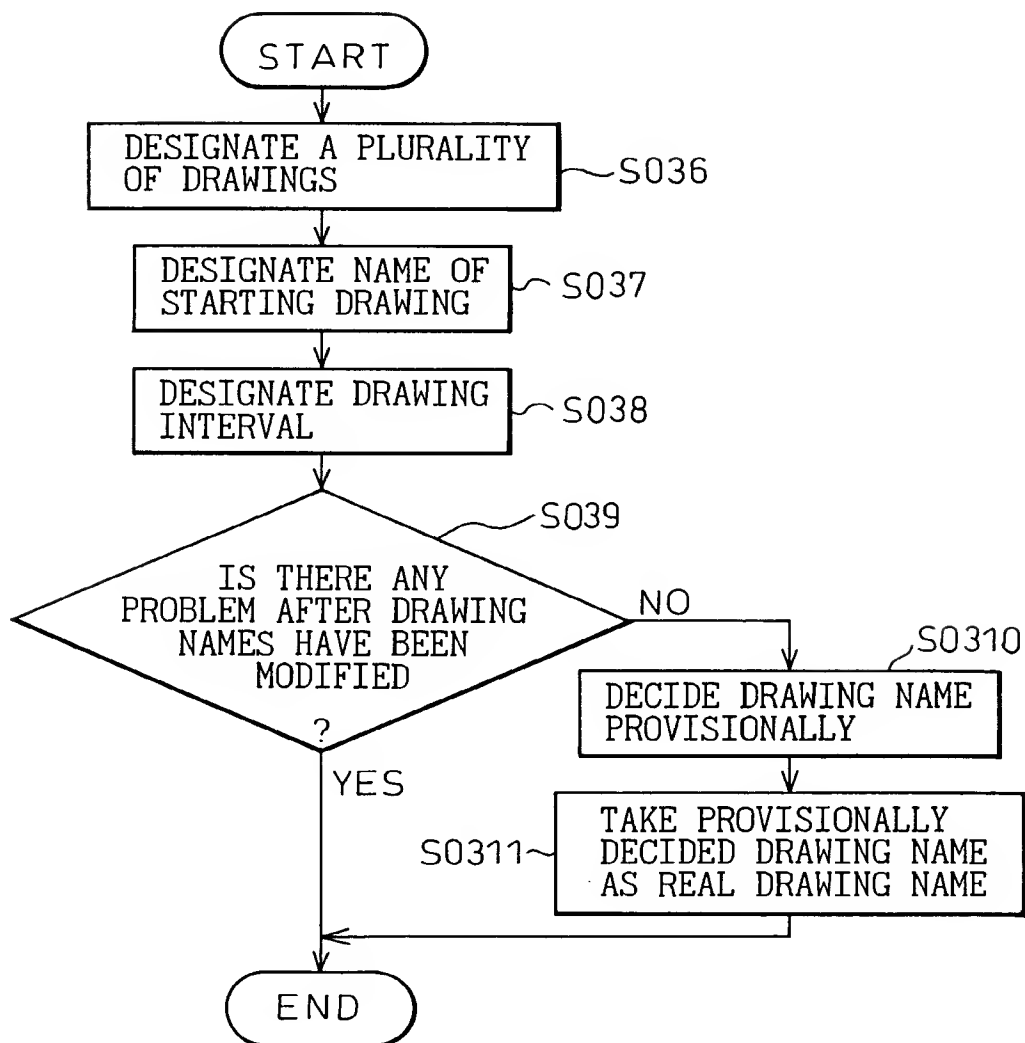 START
DESIGNATE A PLURALITY
OF DRAWINGS
S036
DESIGNATE NAME OF
STARTING DRAWING
S037
DESIGNATE DRAWING
INTERVAL
S038
S039
IS THERE ANY
PROBLEM AFTER DRAWING
NAMES HAVE BEEN
MODIFIED
?
NO
YES
S0310
DECIDE DRAWING NAME
PROVISIONALLY
S0311
TAKE PROVISIONALLY
DECIDED DRAWING NAME
AS REAL DRAWING NAME
END